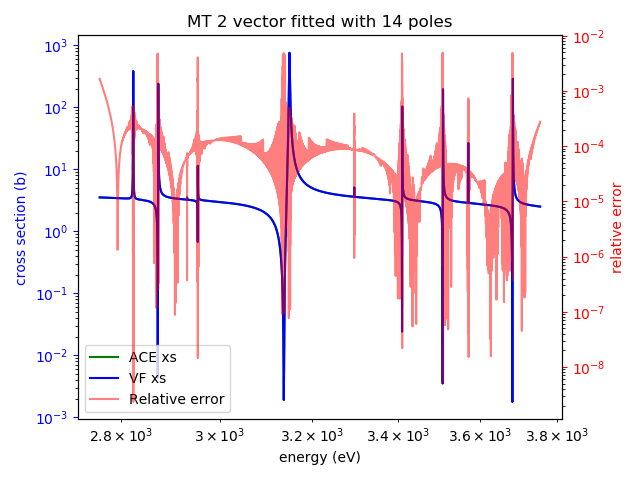 MT 2 vector fitted with 14 poles
cross section (b)
10³
10²
10¹
10⁰
10⁻¹
10⁻²
10⁻³
10⁻²
10⁻³
10⁻⁴
10⁻⁵
10⁻⁶
10⁻⁷
10⁻⁸
relative error
ACE xs
VF xs
Relative error
2.8 × 10³ 3 × 10³ 3.2 × 10³ 3.4 × 10³ 3.6 × 10³ 3.8 × 10³
energy (eV)